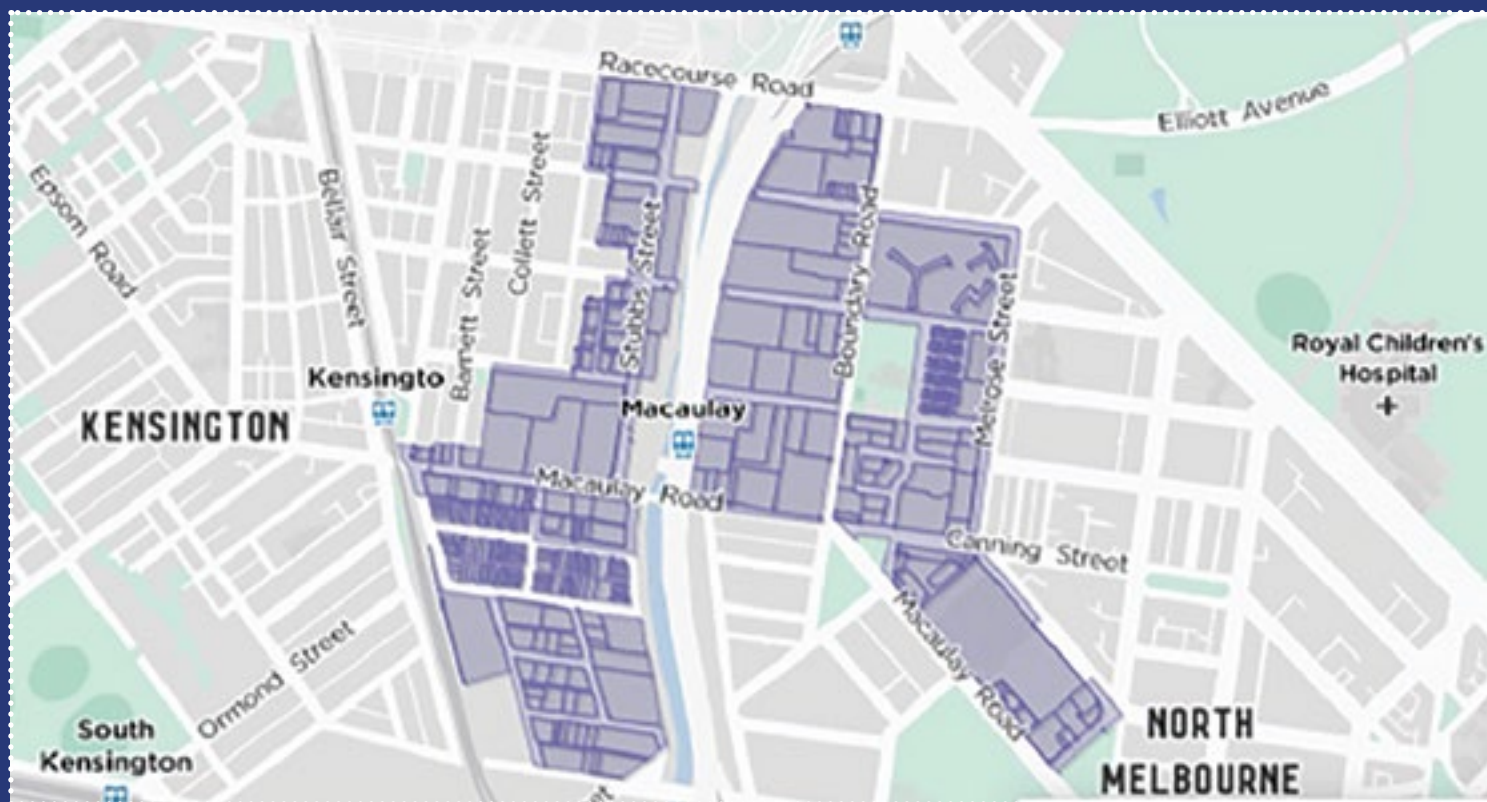 Racecourse Road
Elliott Avenue
Epsom Road
Bellair Street
Collett Street
Barnett Street
Stubbs Street
Boundary Road
Melrose Street
Royal Children's
Hospital
Kensingto
KENSINGTON
Macaulay
Macaulay Road
Canning Street
Macaulay Road
Ormond Street
South
Kensington
NORTH
MELBOURNE